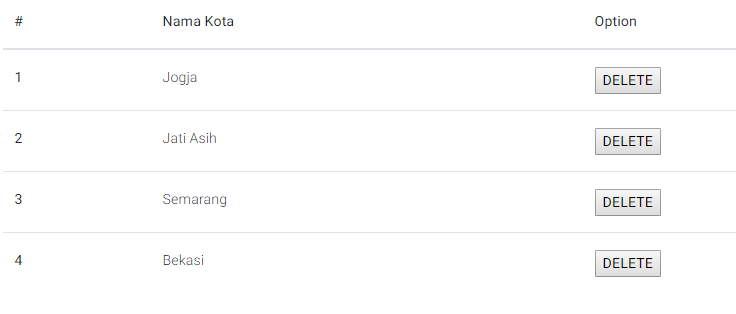 # Nama Kota Option
1 Jogja DELETE
2 Jati Asih DELETE
3 Semarang DELETE
4 Bekasi DELETE